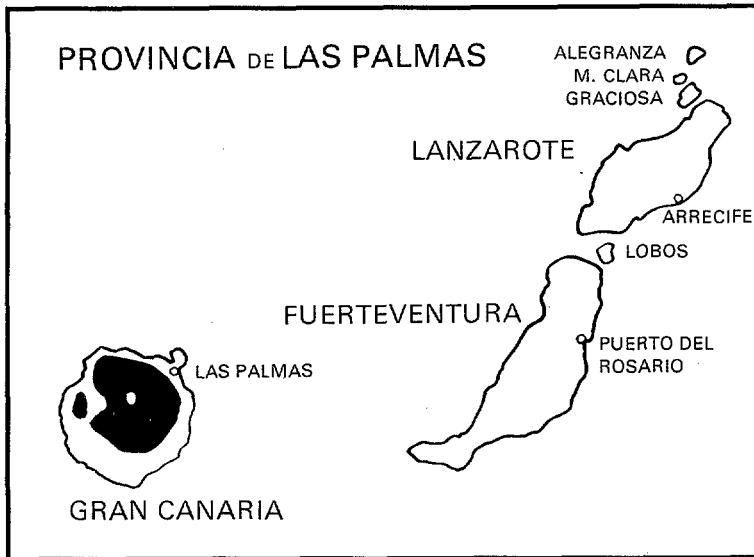 PROVINCIA DE LAS PALMAS
ALEGRANZA
M. CLARA
GRACIOSA
LANZAROTE
ARRECIFE
LOBOS
FUERTEVENTURA
PUERTO DEL
ROSARIO
LAS PALMAS
GRAN CANARIA